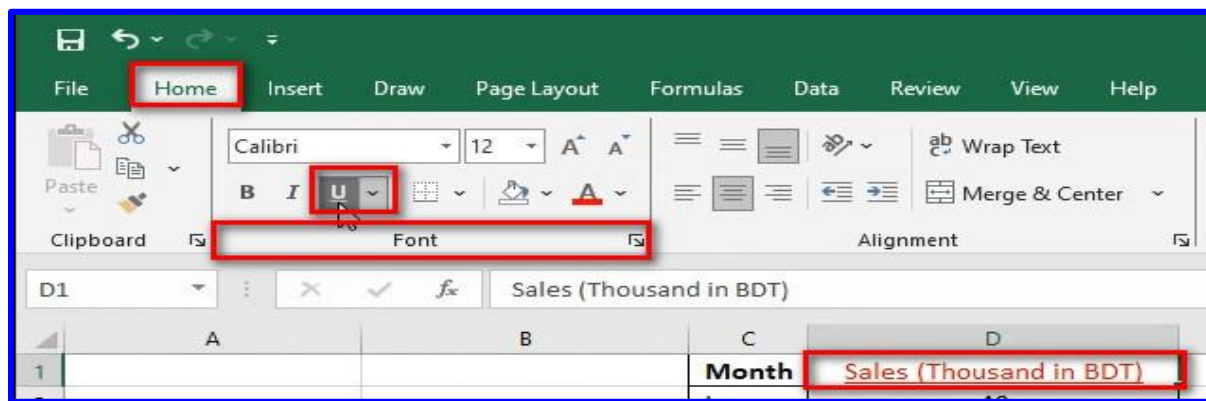 File Home Insert Draw Page Layout Formulas Data Review View Help
Calibri 12 A A ab Wrap Text
Paste B I U A Merge & Center
Clipboard Font Alignment
D1 fx Sales (Thousand in BDT)
A B C D
1 Month Sales (Thousand in BDT)